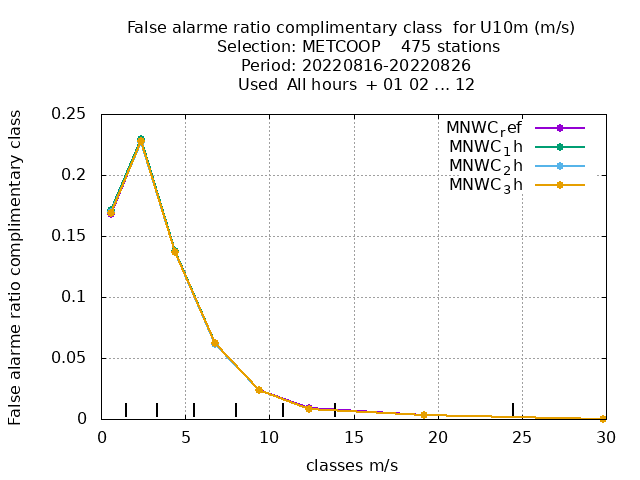 False alarme ratio complimentary class  for U10m (m/s)
Selection: METCOOP    475 stations
Period: 20220816-20220826
Used  All hours  + 01 02 ... 12
False alarme ratio complimentary class
0.25
0.2
0.15
0.1
0.05
0
MNWC_ref
MNWC_1h
MNWC_2h
MNWC_3h
0 5 10 15 20 25 30
classes m/s